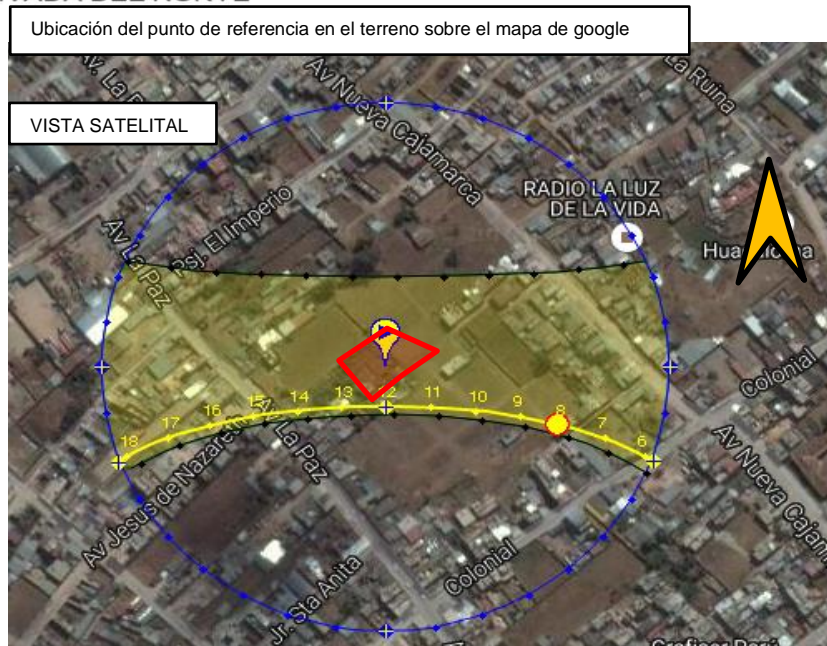 Ubicación del punto de referencia en el terreno sobre el mapa de google
VISTA SATELITAL
Av. La
Av Nueva Cajamarca
La Ruina
RADIO LA LUZ
DE LA VIDA
Psj. El Imperio
Av La Paz
Colonial
18 17 16 15 14 13 12 11 10 9 8 7 6
Av La Paz
Av Jesus de Nazareth
Av Nueva Cajam
Colonial
Jr. Sta Anita